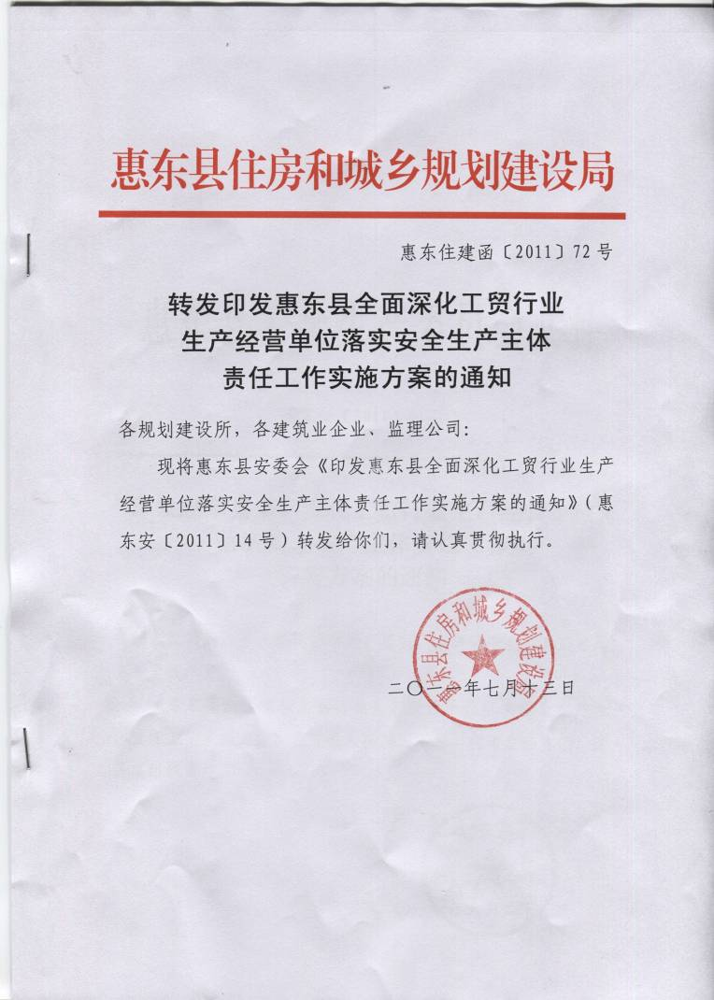 惠东县住房和城乡规划建设局
惠东住建函〔2011〕72号
转发印发惠东县全面深化工贸行业
生产经营单位落实安全生产主体
责任工作实施方案的通知
各规划建设所，各建筑业企业、监理公司：
现将惠东县安委会《印发惠东县全面深化工贸行业生产
经营单位落实安全生产主体责任工作实施方案的通知》（惠
东安〔2011〕14号）转发给你们，请认真贯彻执行。
惠东县住房和城乡规划建设局
二〇一一年七月十三日